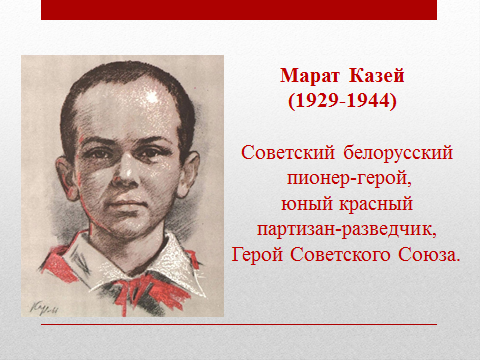 Марат Казей
(1929-1944)
Советский белорусский
пионер-герой,
юный красный
партизан-разведчик,
Герой Советского Союза.